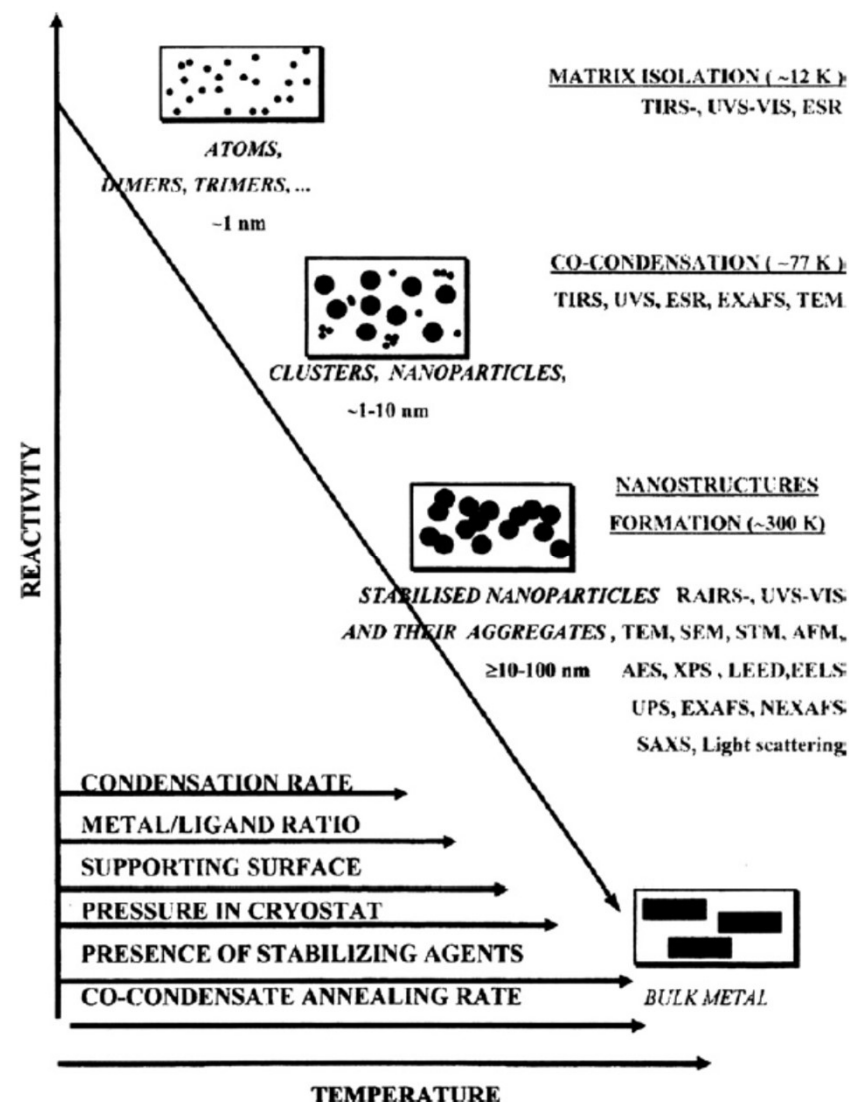 MATRIX ISOLATION ( ~12 K )
TIRS-, UVS-VIS, ESR
ATOMS,
DIMERS, TRIMERS, ...
~1 nm
CO-CONDENSATION ( ~77 K )
TIRS, UVS, ESR, EXAFS, TEM
CLUSTERS, NANOPARTICLES,
~1-10 nm
NANOSTRUCTURES
FORMATION (~300 K)
STABILISED NANOPARTICLES RAIRS-, UVS-VIS
AND THEIR AGGREGATES , TEM, SEM, STM, AFM,
≥10-100 nm AES, XPS , LEED,EELS
UPS, EXAFS, NEXAFS
SAXS, Light scattering
REACTIVITY
CONDENSATION RATE
METAL/LIGAND RATIO
SUPPORTING SURFACE
PRESSURE IN CRYOSTAT
PRESENCE OF STABILIZING AGENTS
CO-CONDENSATE ANNEALING RATE
BULK METAL
TEMPERATURE